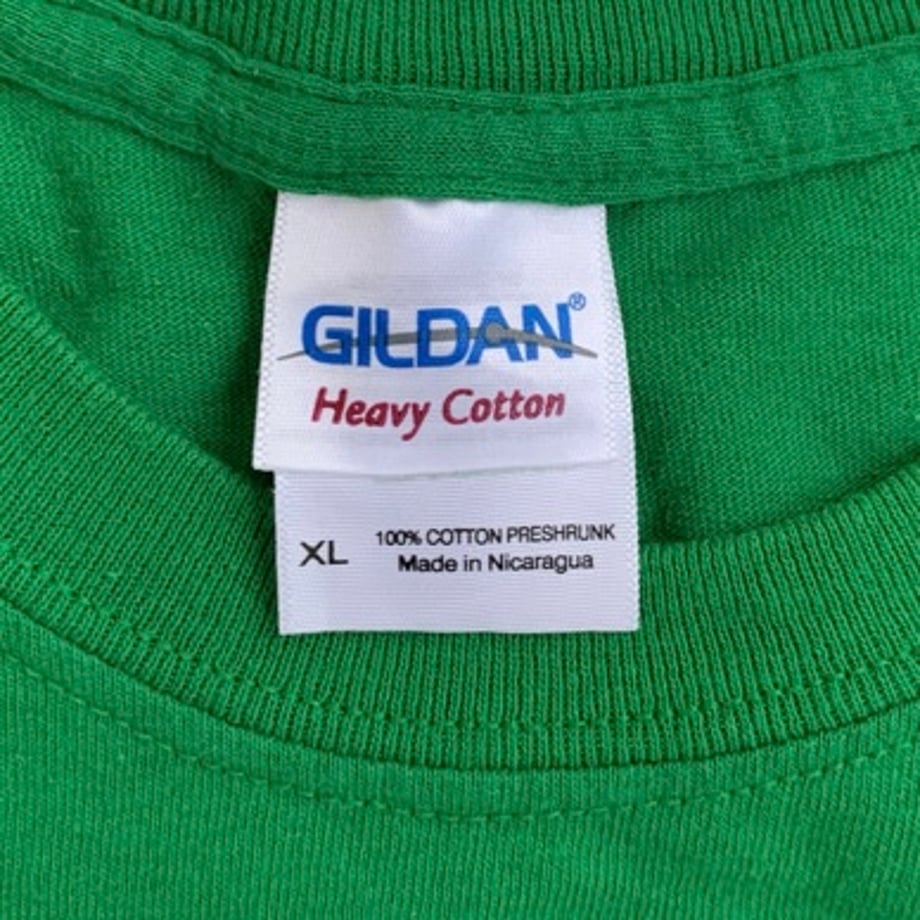 GILDAN®
Heavy Cotton
XL
100% COTTON PRESHRUNK
Made in Nicaragua